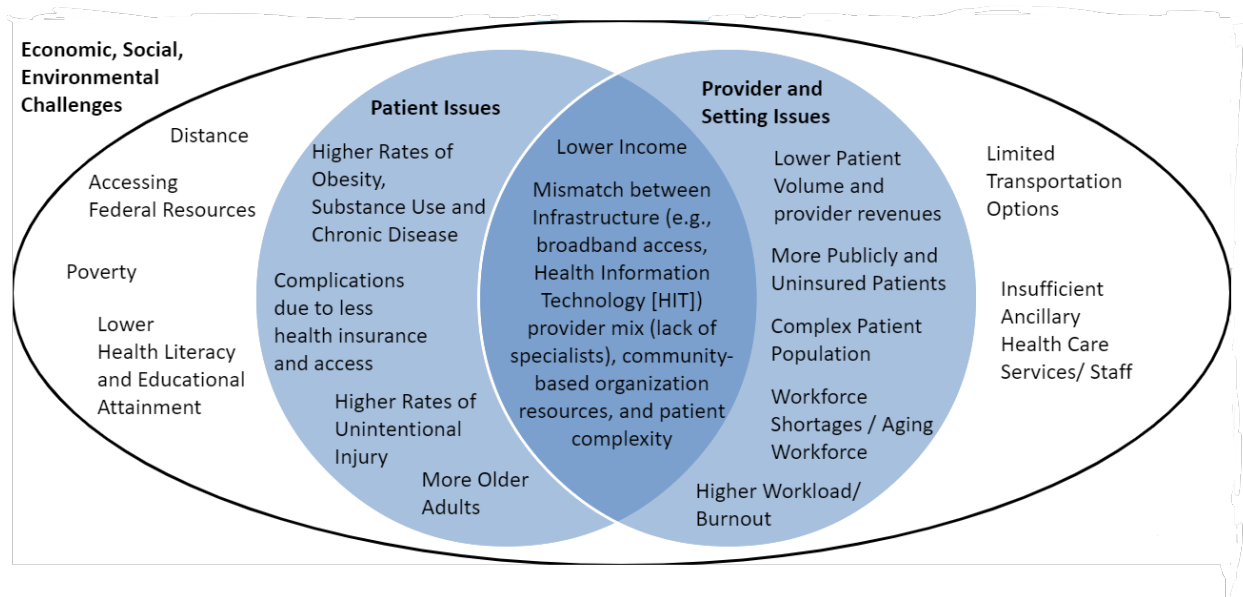 Economic, Social,
Environmental
Challenges
Distance
Accessing
Federal Resources
Poverty
Lower
Health Literacy
and Educational
Attainment
Patient Issues
Higher Rates of
Obesity,
Substance Use and
Chronic Disease
Complications
due to less
health insurance
and access
Higher Rates of
Unintentional
Injury
More Older
Adults
Lower Income
Mismatch between
Infrastructure (e.g.,
broadband access,
Health Information
Technology [HIT])
provider mix (lack of
specialists), community-
based organization
resources, and patient
complexity
Provider and
Setting Issues
Lower Patient
Volume and
provider revenues
More Publicly and
Uninsured Patients
Complex Patient
Population
Workforce
Shortages / Aging
Workforce
Higher Workload/
Burnout
Limited
Transportation
Options
Insufficient
Ancillary
Health Care
Services/ Staff